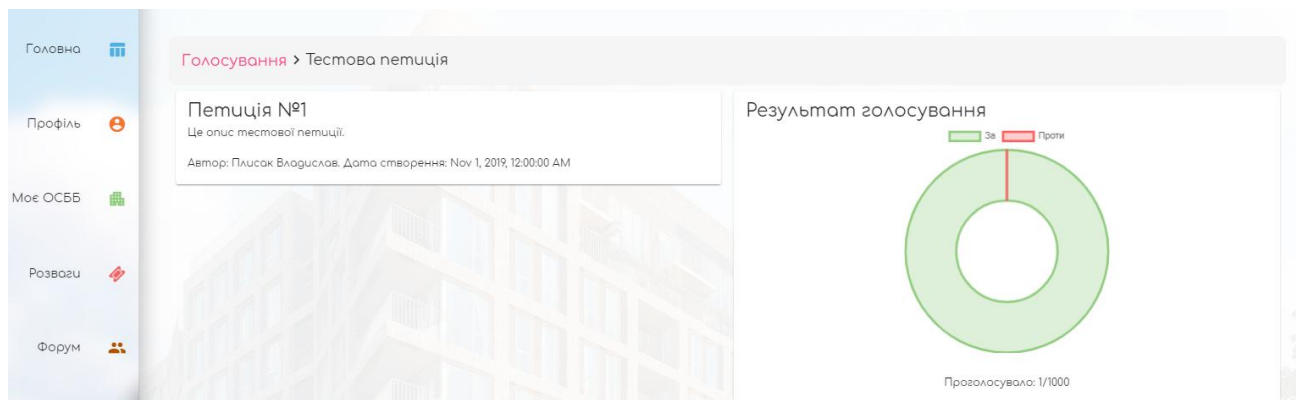 Головна
Профіль
Моє ОСББ
Розваги
Форум
Голосування > Тестова петиція
Петиція №1
Це опис тестової петиції.
Автор: Плисак Владислав. Дата створення: Nov 1, 2019, 12:00:00 AM
Результат голосування
За Проти
Проголосувало: 1/1000